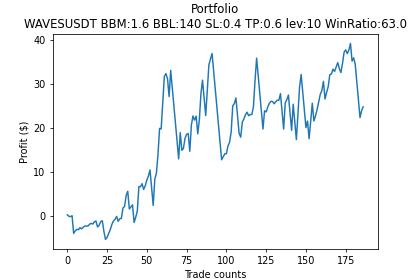 Portfolio
WAVESUSDT BBM:1.6 BBL:140 SL:0.4 TP:0.6 lev:10 WinRatio:63.0
40
30
20
10
0
Profit ($)
0 25 50 75 100 125 150 175
Trade counts